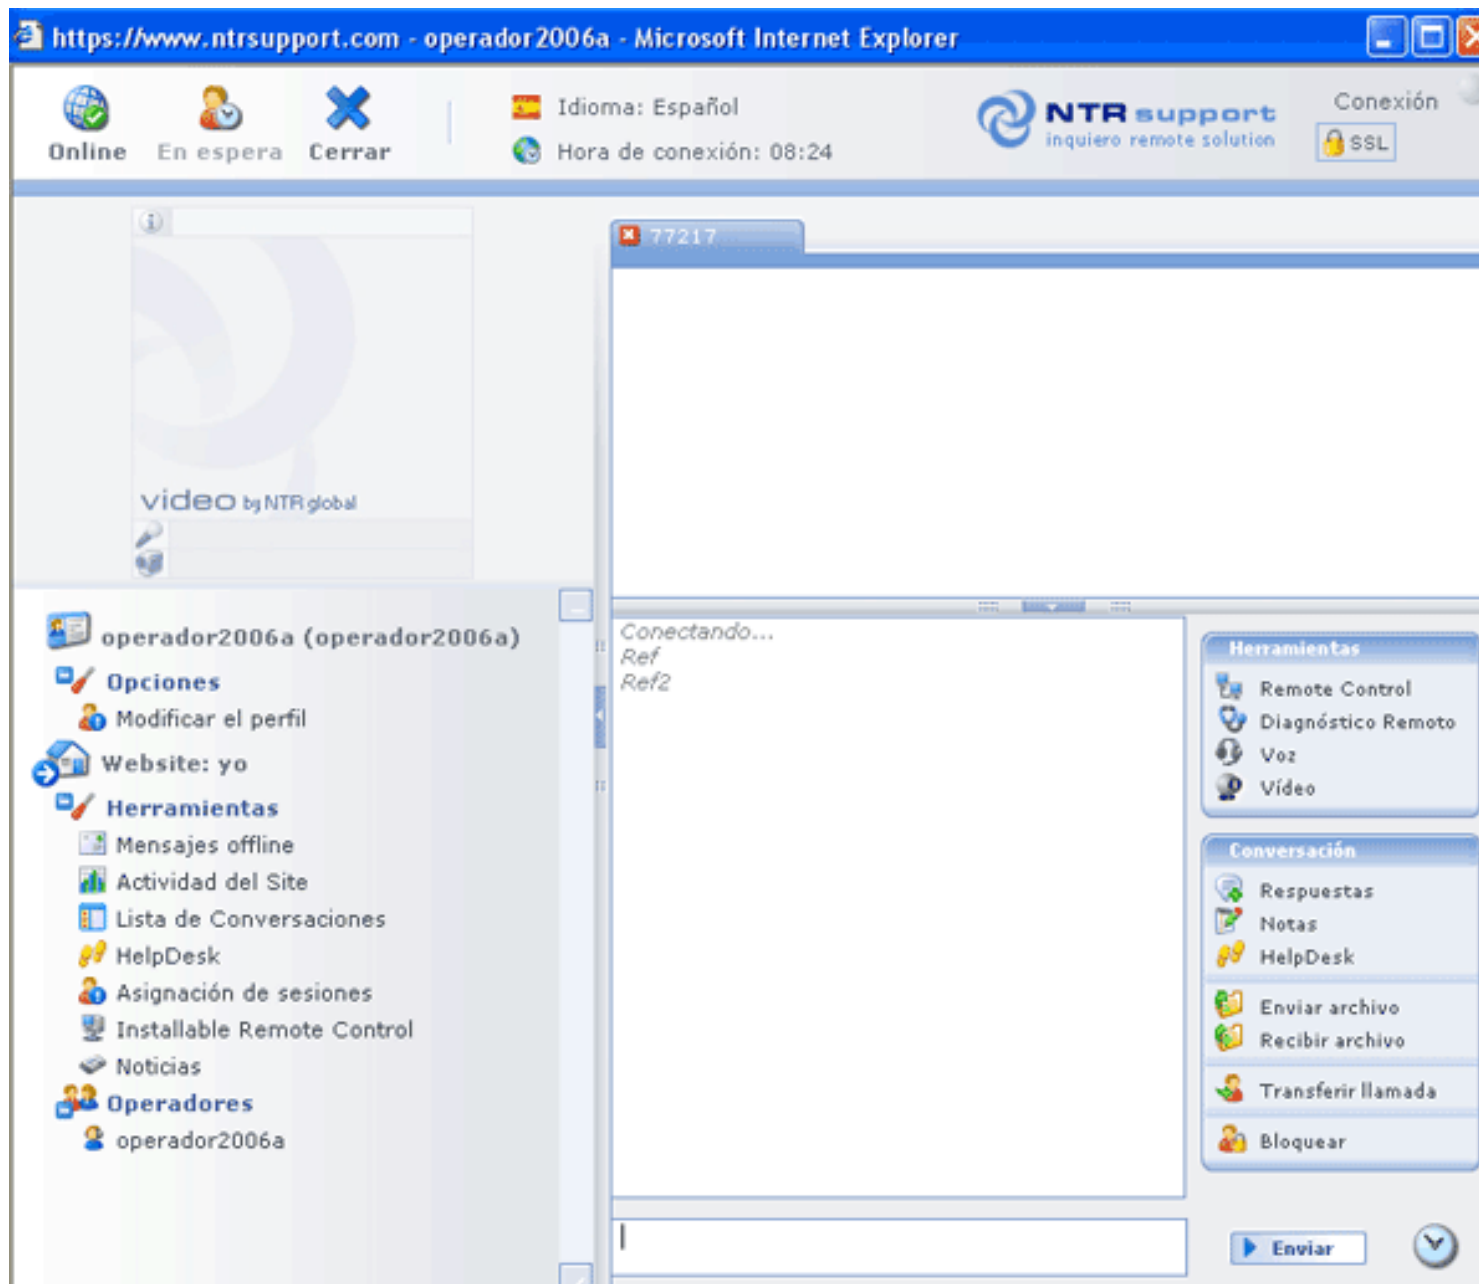 https://www.ntrsupport.com - operador2006a - Microsoft Internet Explorer
Online
En espera
Cerrar
Idioma: Español
Hora de conexión: 08:24
NTR support
inquiero remote solution
Conexión
SSL
77217
video by NTR global
operador2006a (operador2006a)
Opciones
Modificar el perfil
Website: yo
Herramientas
Mensajes offline
Actividad del Site
Lista de Conversaciones
HelpDesk
Asignación de sesiones
Installable Remote Control
Noticias
Operadores
operador2006a
Conectando...
Ref
Ref2
Herramientas
Remote Control
Diagnóstico Remoto
Voz
Vídeo
Conversación
Respuestas
Notas
HelpDesk
Enviar archivo
Recibir archivo
Transferir llamada
Bloquear
Enviar